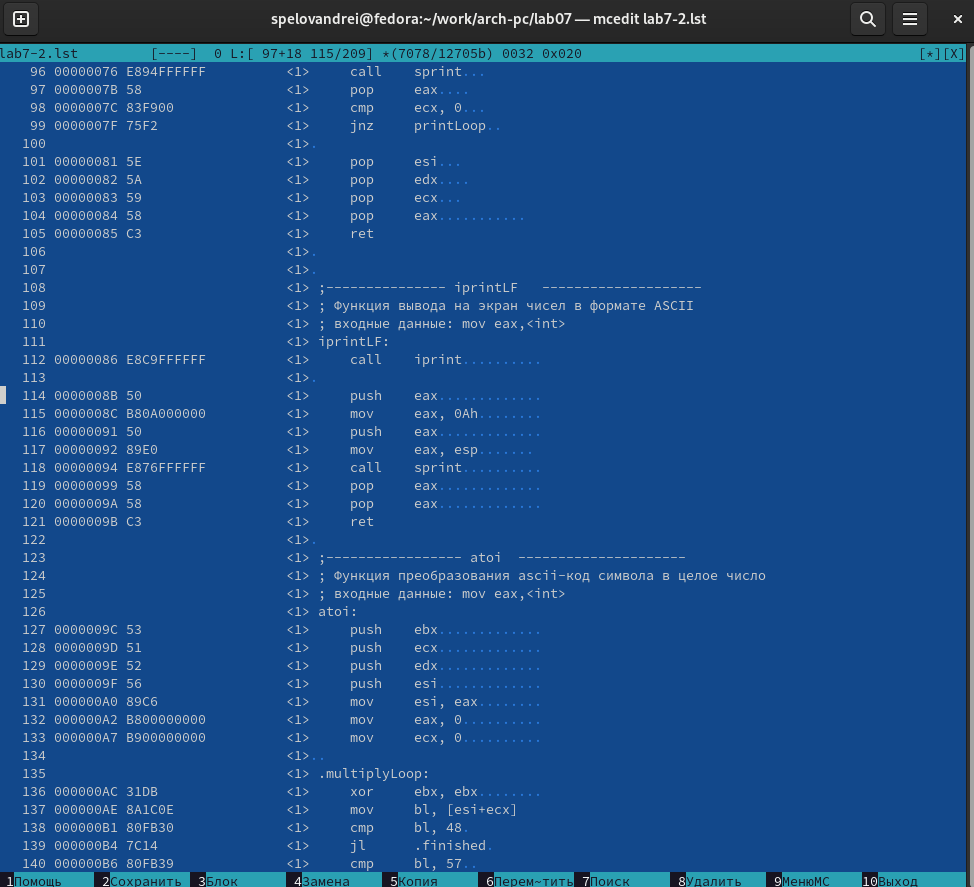 spelovandrei@fedora:~/work/arch-pc/lab07 — mcedit lab7-2.lst
lab7-2.lst [----] 0 L:[ 97+18 115/209] *(7078/12705b) 0032 0x020 [*][X]
96 00000076 E894FFFFFF <1> call sprint...
97 0000007B 58 <1> pop eax....
98 0000007C 83F900 <1> cmp ecx, 0...
99 0000007F 75F2 <1> jnz printLoop..
100 <1>.
101 00000081 5E <1> pop esi...
102 00000082 5A <1> pop edx....
103 00000083 59 <1> pop ecx...
104 00000084 58 <1> pop eax...........
105 00000085 C3 <1> ret
106 <1>.
107 <1>.
108 <1> ;--------------- iprintLF --------------------
109 <1> ; Функция вывода на экран чисел в формате ASCII
110 <1> ; входные данные: mov eax,<int>
111 <1> iprintLF:
112 00000086 E8C9FFFFFF <1> call iprint..........
113 <1>.
114 0000008B 50 <1> push eax.............
115 0000008C B80A000000 <1> mov eax, 0Ah........
116 00000091 50 <1> push eax.............
117 00000092 89E0 <1> mov eax, esp.......
118 00000094 E876FFFFFF <1> call sprint..........
119 00000099 58 <1> pop eax.............
120 0000009A 58 <1> pop eax.............
121 0000009B C3 <1> ret
122 <1>.
123 <1> ;----------------- atoi ---------------------
124 <1> ; Функция преобразования ascii-код символа в целое число
125 <1> ; входные данные: mov eax,<int>
126 <1> atoi:
127 0000009C 53 <1> push ebx.............
128 0000009D 51 <1> push ecx.............
129 0000009E 52 <1> push edx.............
130 0000009F 56 <1> push esi.............
131 000000A0 89C6 <1> mov esi, eax........
132 000000A2 B800000000 <1> mov eax, 0..........
133 000000A7 B900000000 <1> mov ecx, 0..........
134 <1>..
135 <1> .multiplyLoop:
136 000000AC 31DB <1> xor ebx, ebx........
137 000000AE 8A1C0E <1> mov bl, [esi+ecx]
138 000000B1 80FB30 <1> cmp bl, 48.
139 000000B4 7C14 <1> jl .finished.
140 000000B6 80FB39 <1> cmp bl, 57..
1Помощь 2Сохранить 3Блок 4Замена 5Копия 6Перем~тить 7Поиск 8Удалить 9МенюMC 10Выход